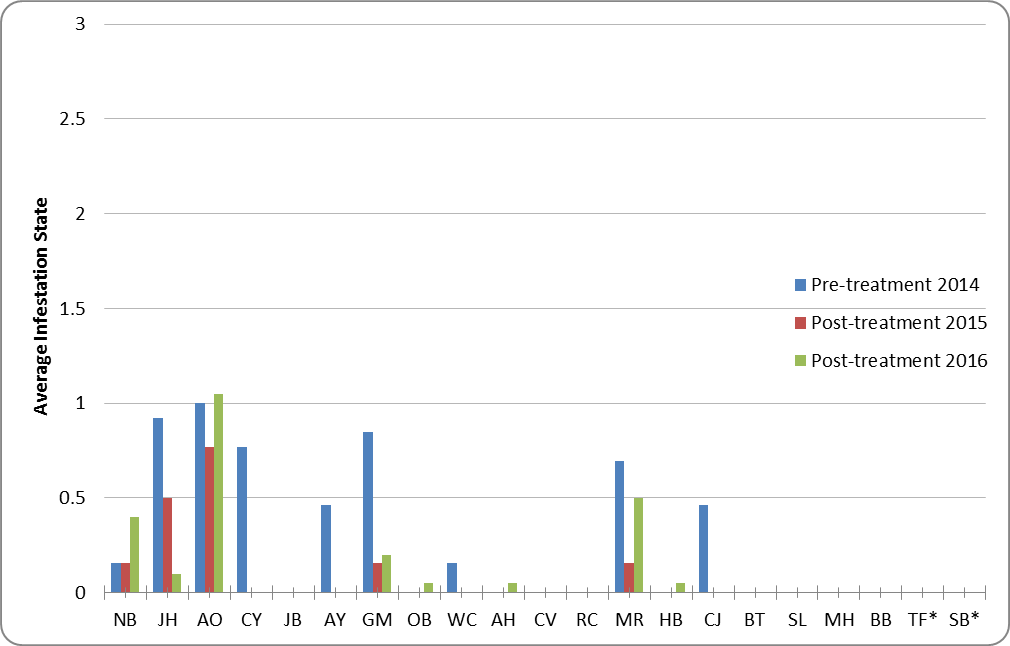 3
2.5
2
1.5
1
0.5
0
Average Infestation State
Pre-treatment 2014
Post-treatment 2015
Post-treatment 2016
NB JH AO CY JB AY GM OB WC AH CV RC MR HB CJ BT SL MH BB TF* SB*